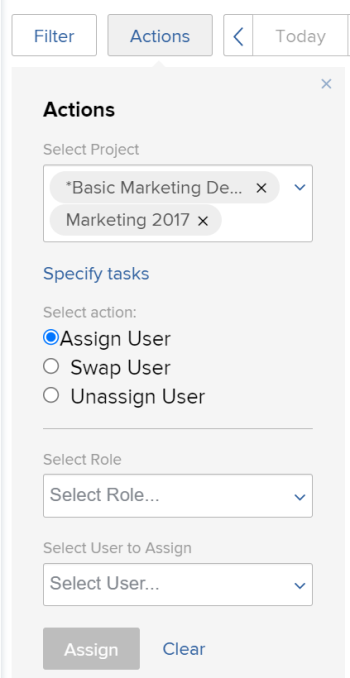 Filter Actions Today
Actions
Select Project
*Basic Marketing De...
Marketing 2017
Specify tasks
Select action:
Assign User
Swap User
Unassign User
Select Role
Select Role...
Select User to Assign
Select User...
Assign Clear